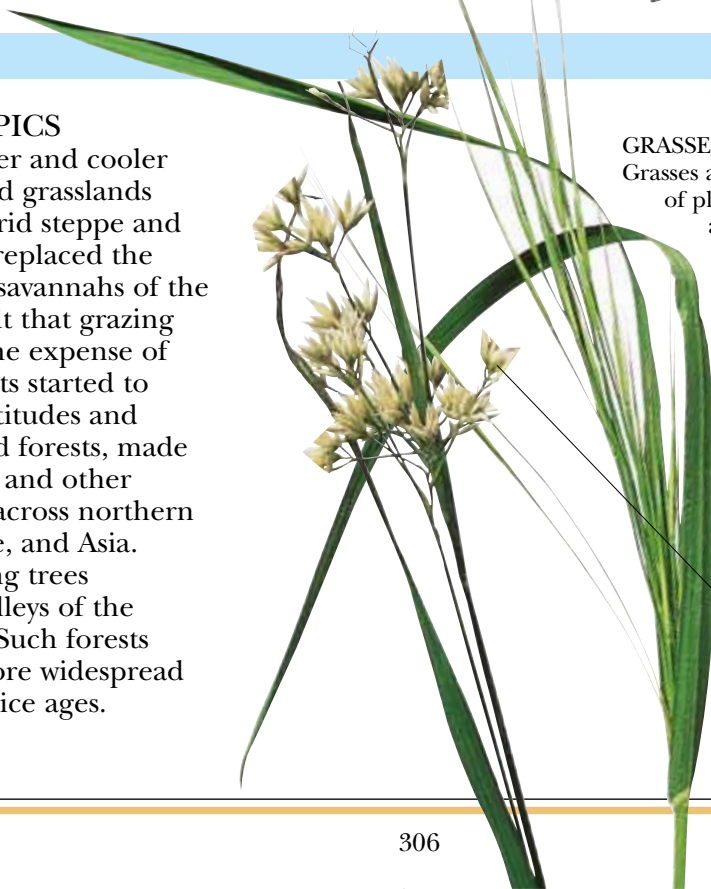 PICS
er and cooler
d grasslands
rid steppe and
replaced the
savannahs of the
lt that grazing
he expense of
ts started to
titudes and
d forests, made
and other
across northern
e, and Asia.
ng trees
lleys of the
Such forests
ore widespread
ice ages.
GRASSE
Grasses a
of pl
a
306